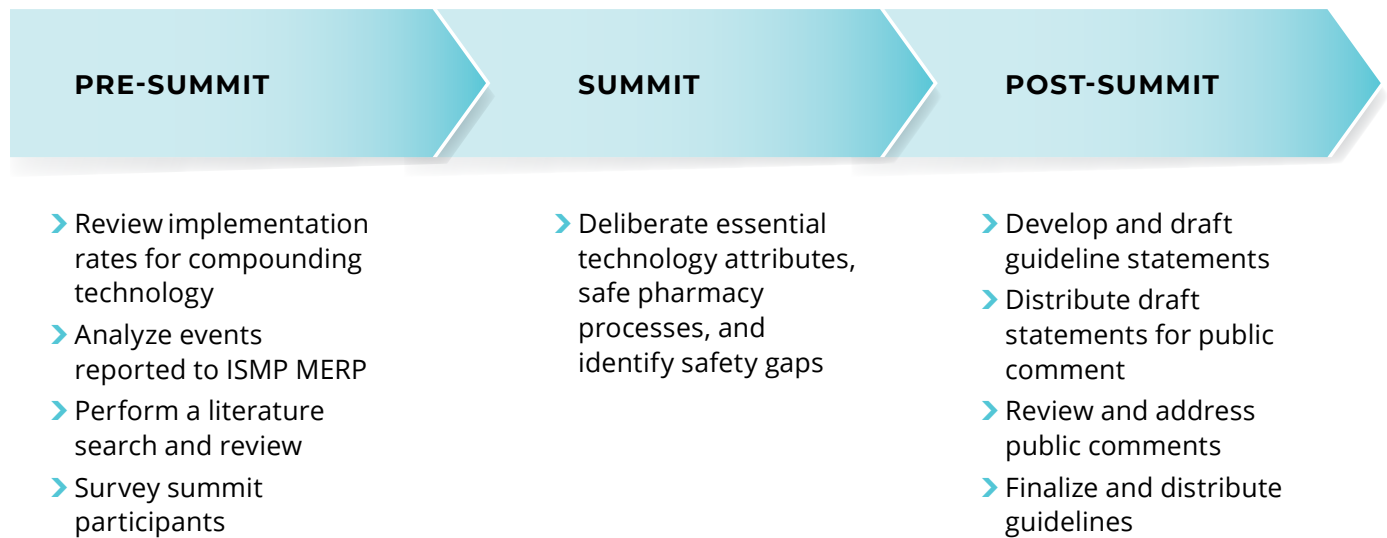 PRE-SUMMIT
SUMMIT
POST-SUMMIT
Review implementation
rates for compounding
technology
Analyze events
reported to ISMP MERP
Perform a literature
search and review
Survey summit
participants
Deliberate essential
technology attributes,
safe pharmacy
processes, and
identify safety gaps
Develop and draft
guideline statements
Distribute draft
statements for public
comment
Review and address
public comments
Finalize and distribute
guidelines